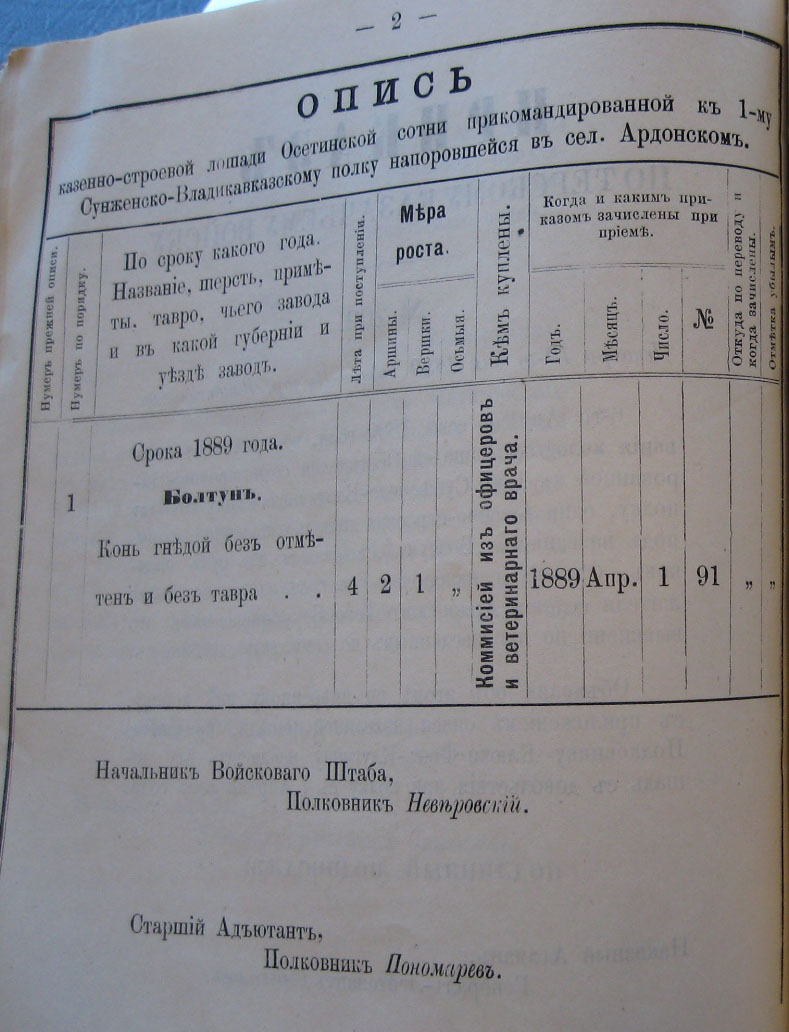 — 2 —
ОПИСЬ
казенно-строевой лошади Осетинской сотни прикомандированной къ 1-му
Сунженско-Владикавказскому полку напоровшейся въ сел. Ардонскомъ.
Нумеръ прежней описи.
Нумеръ по порядку.
По сроку какого года.
Названіе, шерсть, примѣ-
ты. тавро, чьего завода
и въ какой губерніи и
уѣздѣ заводъ.
Лѣта при поступленіи.
Мѣра
роста.
Аршины.
Вершки.
Осьмыя.
Кѣмъ куплены.
Когда и какимъ при-
казомъ зачислены при
пріемѣ.
Годъ.
Мѣсяцъ.
Число.
№
Откуда по переводу и
когда зачислены.
Отмѣтка убылымъ.
1
Срока 1889 года.
Болтунъ.
Конь гнѣдой безъ отмѣ-
тенъ и безъ тавра . .
4
2
1
„
Коммисіей изъ офицеровъ
и ветеринарнаго врача.
1889
Апр.
1
91
„
„
Начальникъ Войсковаго Штаба,
Полковникъ Невѣровскій.
Старшій Адъютантъ,
Полковникъ Пономаревъ.